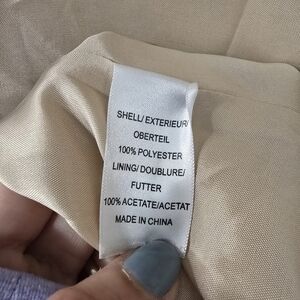 SHELL/ EXTERIEUR/
OBERTEIL
100% POLYESTER
LINING/ DOUBLURE/
FUTTER
100% ACETATE/ACETAT
MADE IN CHINA